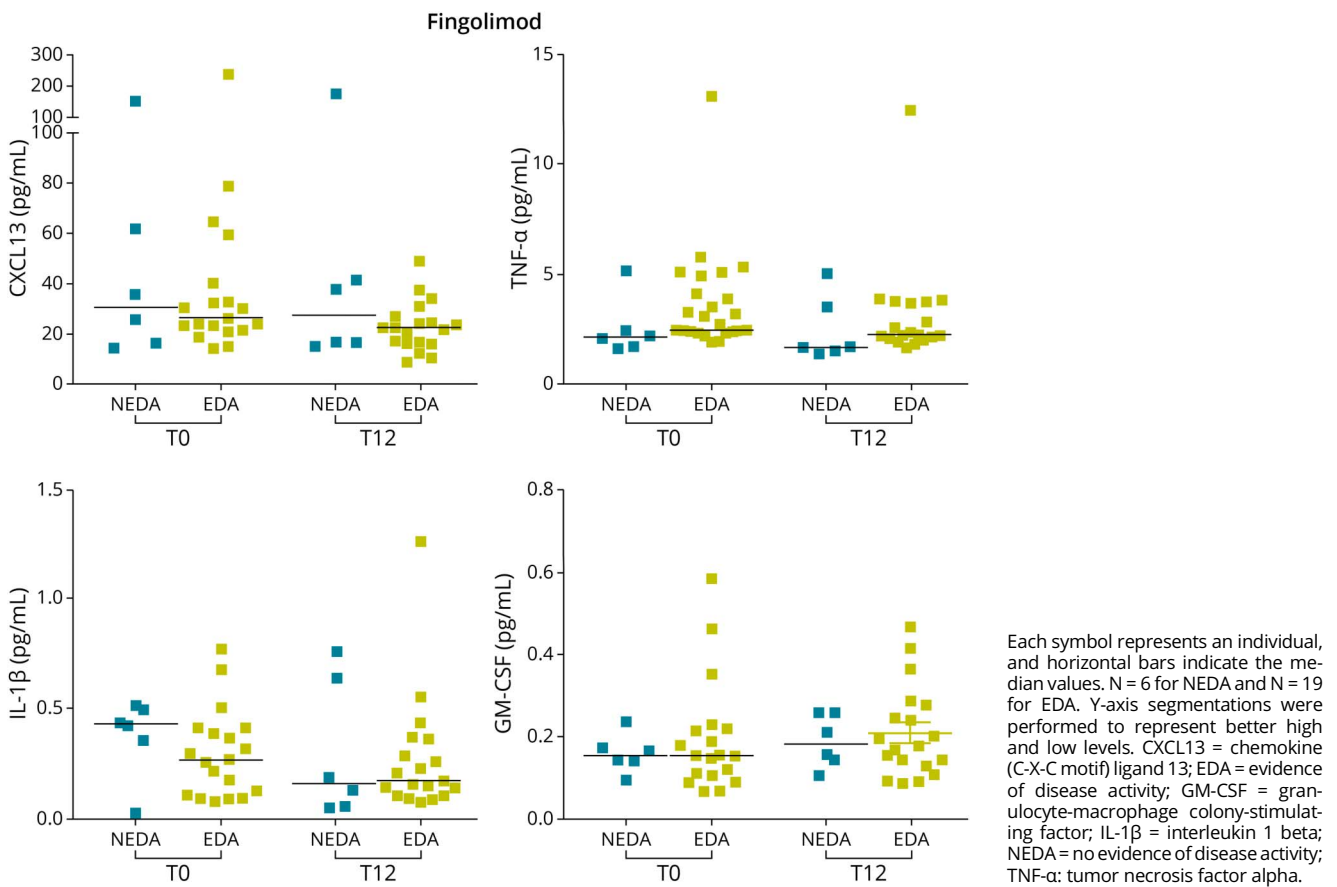 Fingolimod
CXCL13 (pg/mL)
300
200
100
100
80
60
40
20
0
NEDA EDA NEDA EDA
T0 T12
TNF-α (pg/mL)
15
10
5
0
NEDA EDA NEDA EDA
T0 T12
IL-1β (pg/mL)
1.5
1.0
0.5
0.0
NEDA EDA NEDA EDA
T0 T12
GM-CSF (pg/mL)
0.8
0.6
0.4
0.2
0.0
NEDA EDA NEDA EDA
T0 T12
Each symbol represents an individual,
and horizontal bars indicate the me-
dian values. N = 6 for NEDA and N = 19
for EDA. Y-axis segmentations were
performed to represent better high
and low levels. CXCL13 = chemokine
(C-X-C motif) ligand 13; EDA = evidence
of disease activity; GM-CSF = gran-
ulocyte-macrophage colony-stimulat-
ing factor; IL-1β = interleukin 1 beta;
NEDA = no evidence of disease activity;
TNF-α: tumor necrosis factor alpha.